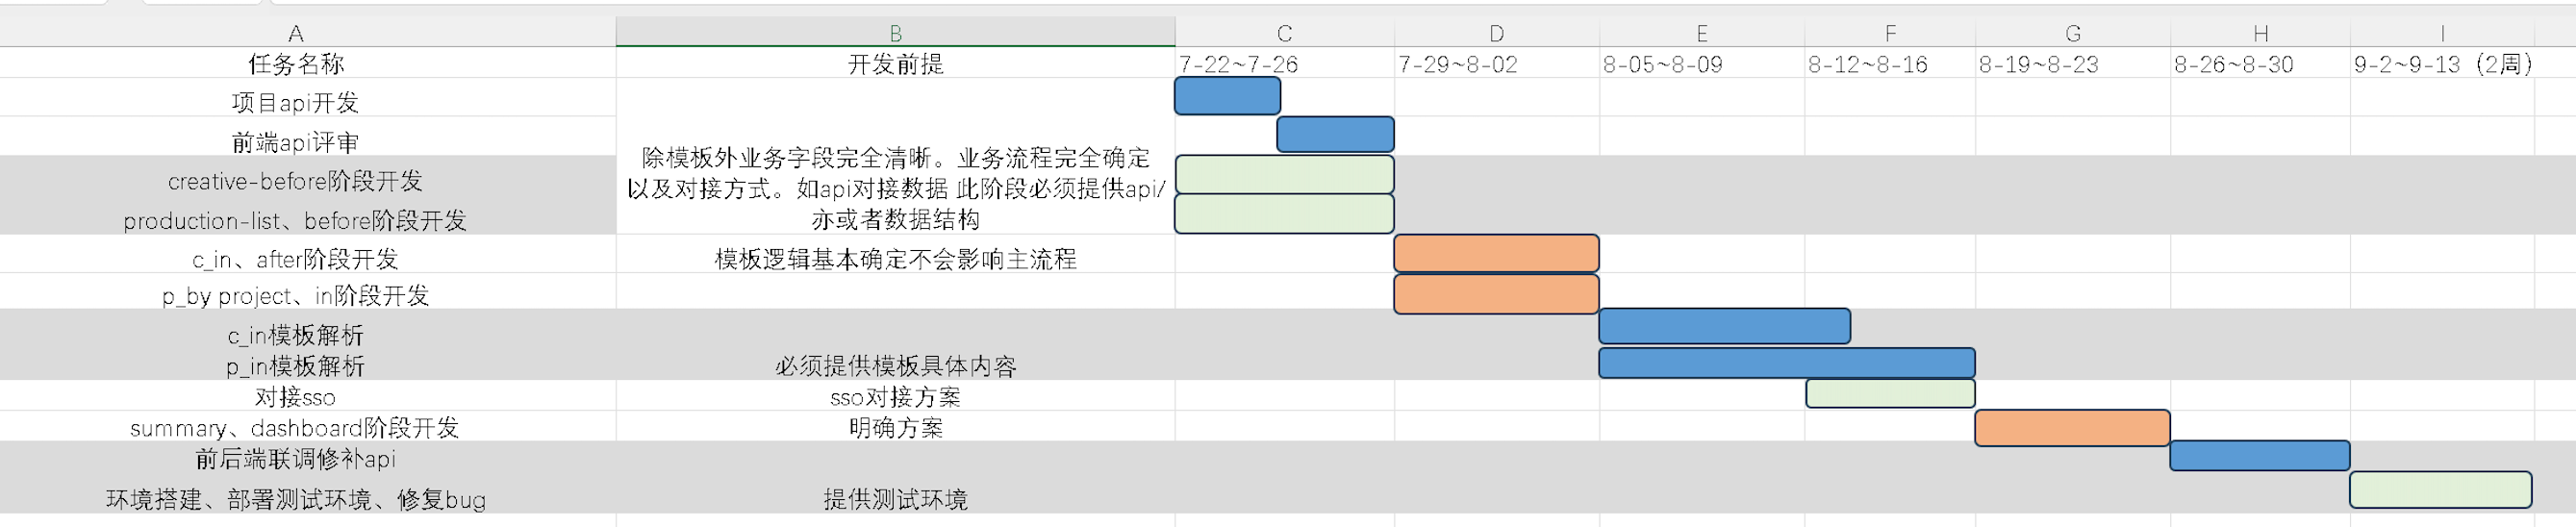 A B C D E F G H I
任务名称 开发前提 7-22~7-26 7-29~8-02 8-05~8-09 8-12~8-16 8-19~8-23 8-26~8-30 9-2~9-13（2周）
项目api开发
前端api评审
除模板外业务字段完全清晰。业务流程完全确定
creative-before阶段开发
以及对接方式。如api对接数据 此阶段必须提供api/
production-list、before阶段开发
亦或者数据结构
c_in、after阶段开发 模板逻辑基本确定不会影响主流程
p_by project、in阶段开发
c_in模板解析
p_in模板解析 必须提供模板具体内容
对接sso sso对接方案
summary、dashboard阶段开发 明确方案
前后端联调修补api
环境搭建、部署测试环境、修复bug 提供测试环境